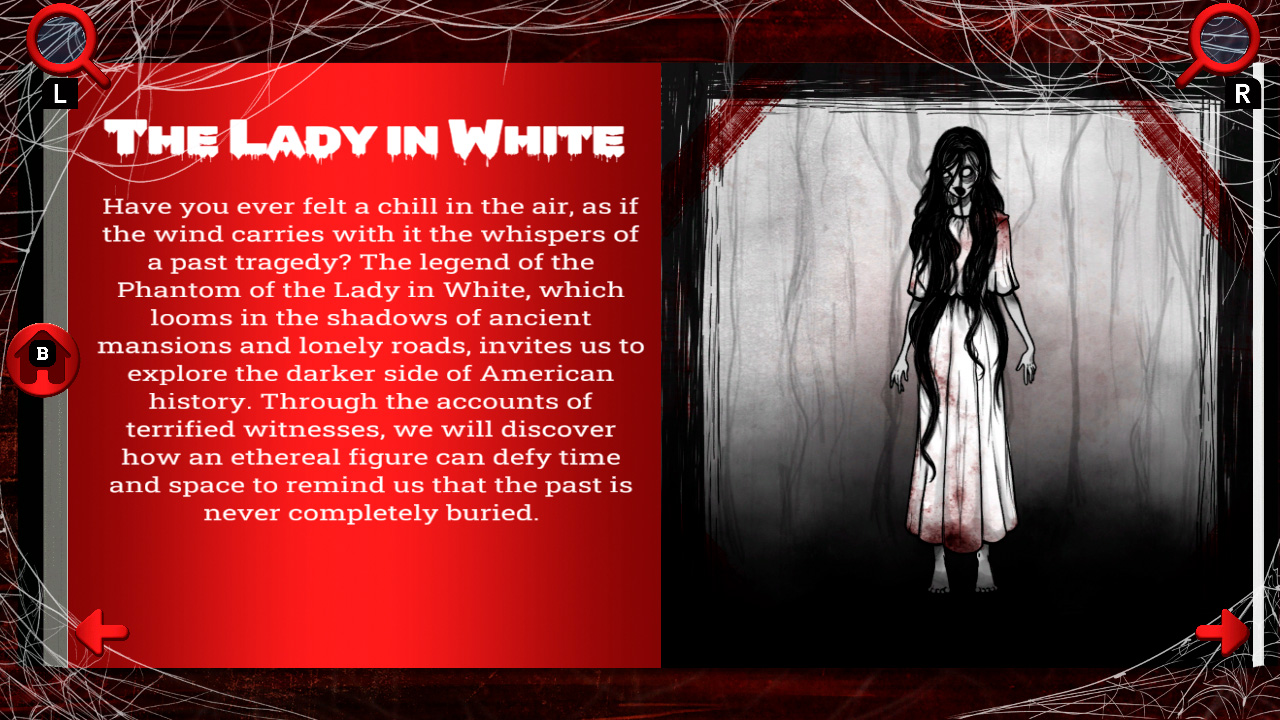 L
R
The Lady in White
Have you ever felt a chill in the air, as if
the wind carries with it the whispers of
a past tragedy? The legend of the
Phantom of the Lady in White, which
looms in the shadows of ancient
mansions and lonely roads, invites us to
explore the darker side of American
history. Through the accounts of
terrified witnesses, we will discover
how an ethereal figure can defy time
and space to remind us that the past is
never completely buried.
B